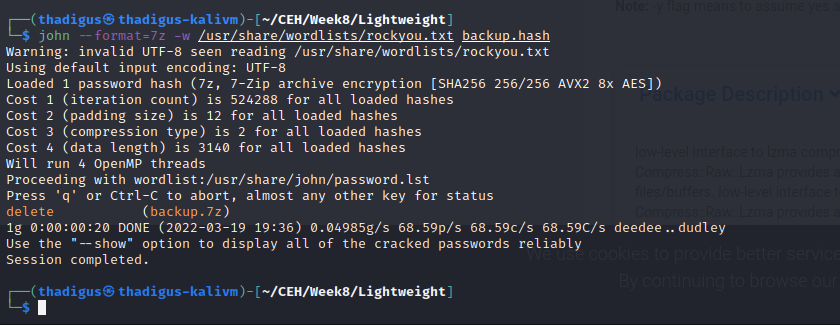 Note: -y flag means to assume yes a
┌──(thadigus㉿thadigus-kalivm)-[~/CEH/Week8/Lightweight]
└─$ john --format=7z -w /usr/share/wordlists/rockyou.txt backup.hash
Warning: invalid UTF-8 seen reading /usr/share/wordlists/rockyou.txt
Using default input encoding: UTF-8
Loaded 1 password hash (7z, 7-Zip archive encryption [SHA256 256/256 AVX2 8x AES])
Cost 1 (iteration count) is 524288 for all loaded hashes
Package Description
Cost 2 (padding size) is 12 for all loaded hashes
Cost 3 (compression type) is 2 for all loaded hashes
Cost 4 (data length) is 3140 for all loaded hashes
low-level interface to lzma compr
Will run 4 OpenMP threads
Compress::Raw::Lzma provides a
Proceeding with wordlist:/usr/share/john/password.lst
files/buffers. low-level interface t
Press 'q' or Ctrl-C to abort, almost any other key for status
Compress::Raw::Lzma provides a
delete           (backup.7z)
1g 0:00:00:20 DONE (2022-03-19 19:36) 0.04985g/s 68.59p/s 68.59c/s 68.59C/s deedee..dudley
Use the "--show" option to display all of the cracked passwords reliably
We use cookies to provide better service
Session completed.
By continuing to browse our
┌──(thadigus㉿thadigus-kalivm)-[~/CEH/Week8/Lightweight]
└─$